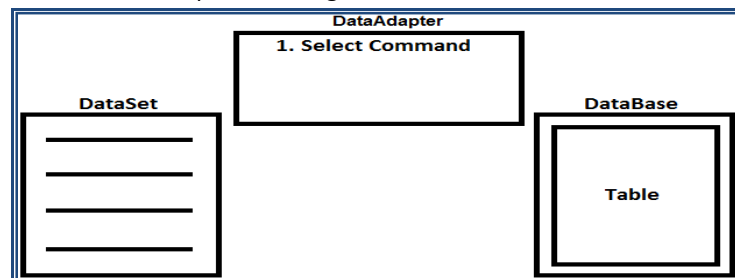 DataAdapter
1. Select Command
DataSet
DataBase
Table